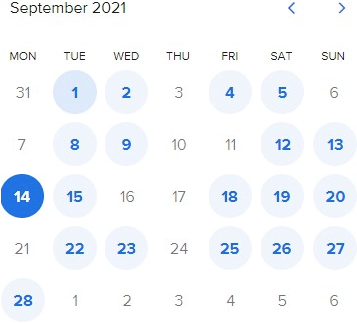 September 2021
MON TUE WED THU FRI SAT SUN
31 1 2 3 4 5 6
7 8 9 10 11 12 13
14 15 16 17 18 19 20
21 22 23 24 25 26 27
28 1 2 3 4 5 6